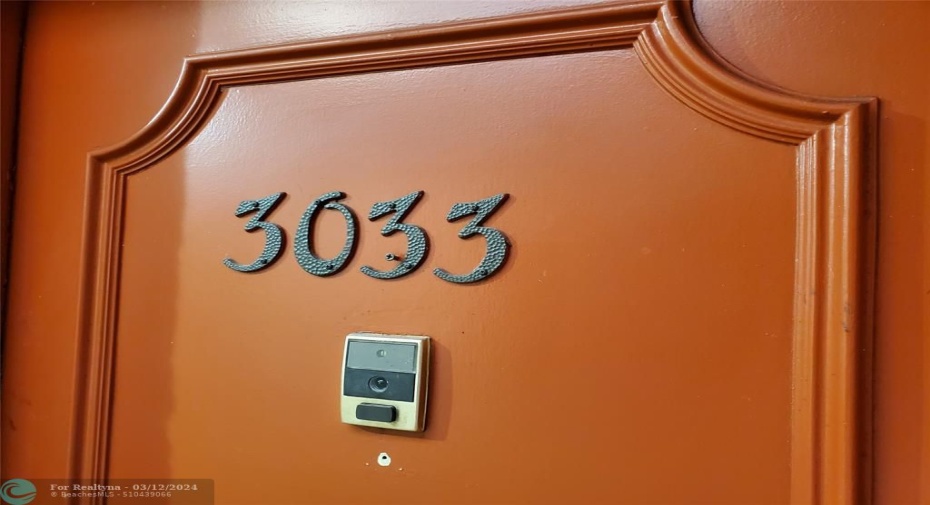 3033
For Realtyna - 03/12/2024
© BeachesMLS - S10439066